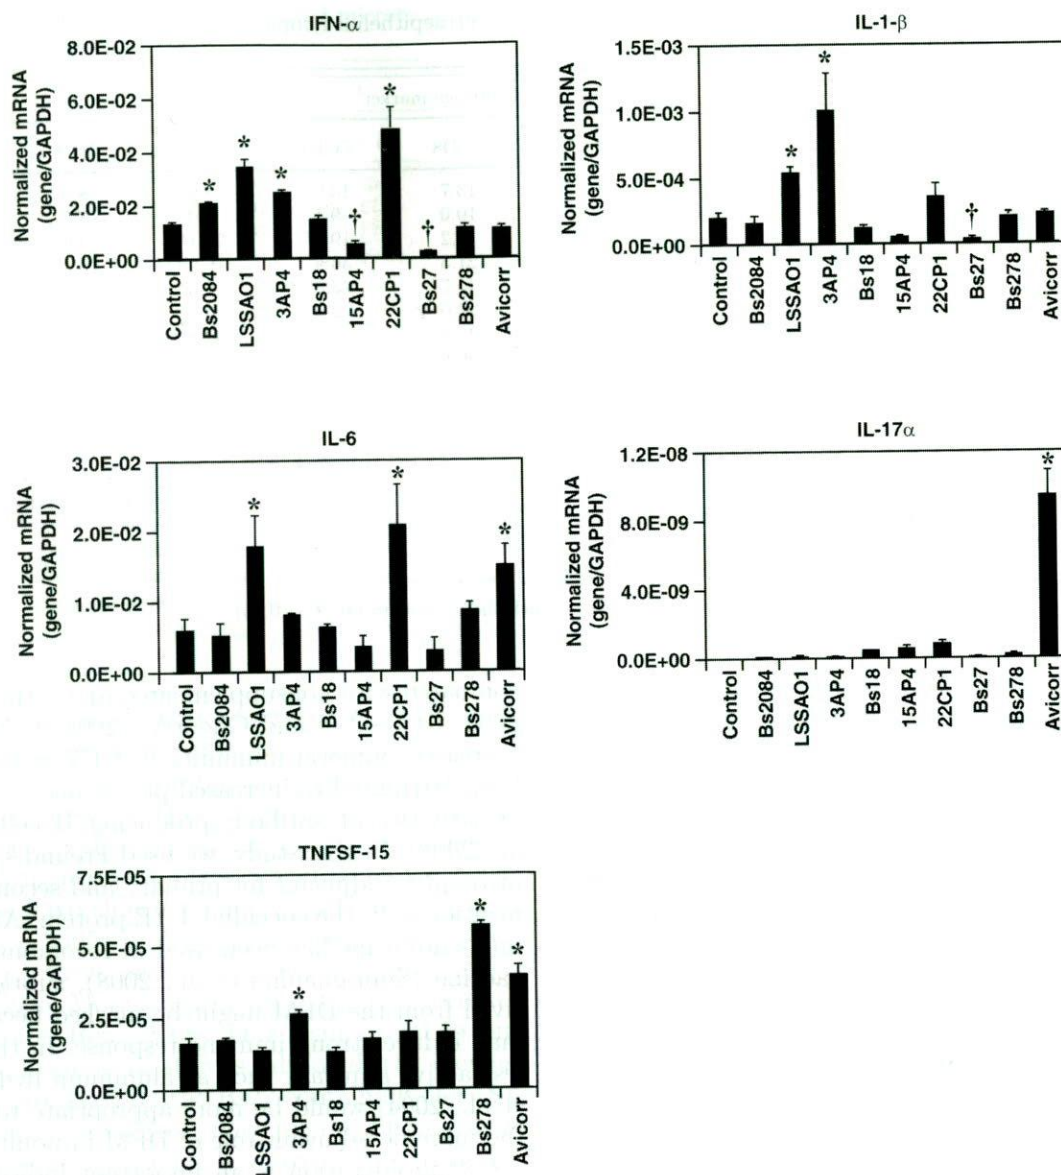 IFN-α
Normalized mRNA
(gene/GAPDH)
8.0E-02
6.0E-02
4.0E-02
2.0E-02
0.0E+00
* * * † * †
Control
Bs2084
LSSAO1
3AP4
Bs18
15AP4
22CP1
Bs27
Bs278
Avicorr
IL-1-β
Normalized mRNA
(gene/GAPDH)
1.5E-03
1.0E-03
5.0E-04
0.0E+00
* * †
Control
Bs2084
LSSAO1
3AP4
Bs18
15AP4
22CP1
Bs27
Bs278
Avicorr
IL-6
Normalized mRNA
(gene/GAPDH)
3.0E-02
2.0E-02
1.0E-02
0.0E+00
* * *
Control
Bs2084
LSSAO1
3AP4
Bs18
15AP4
22CP1
Bs27
Bs278
Avicorr
IL-17α
Normalized mRNA
(gene/GAPDH)
1.2E-08
8.0E-09
4.0E-09
0.0E+00
*
Control
Bs2084
LSSAO1
3AP4
Bs18
15AP4
22CP1
Bs27
Bs278
Avicorr
TNFSF-15
Normalized mRNA
(gene/GAPDH)
7.5E-05
5.0E-05
2.5E-05
0.0E+00
* * *
Control
Bs2084
LSSAO1
3AP4
Bs18
15AP4
22CP1
Bs27
Bs278
Avicorr